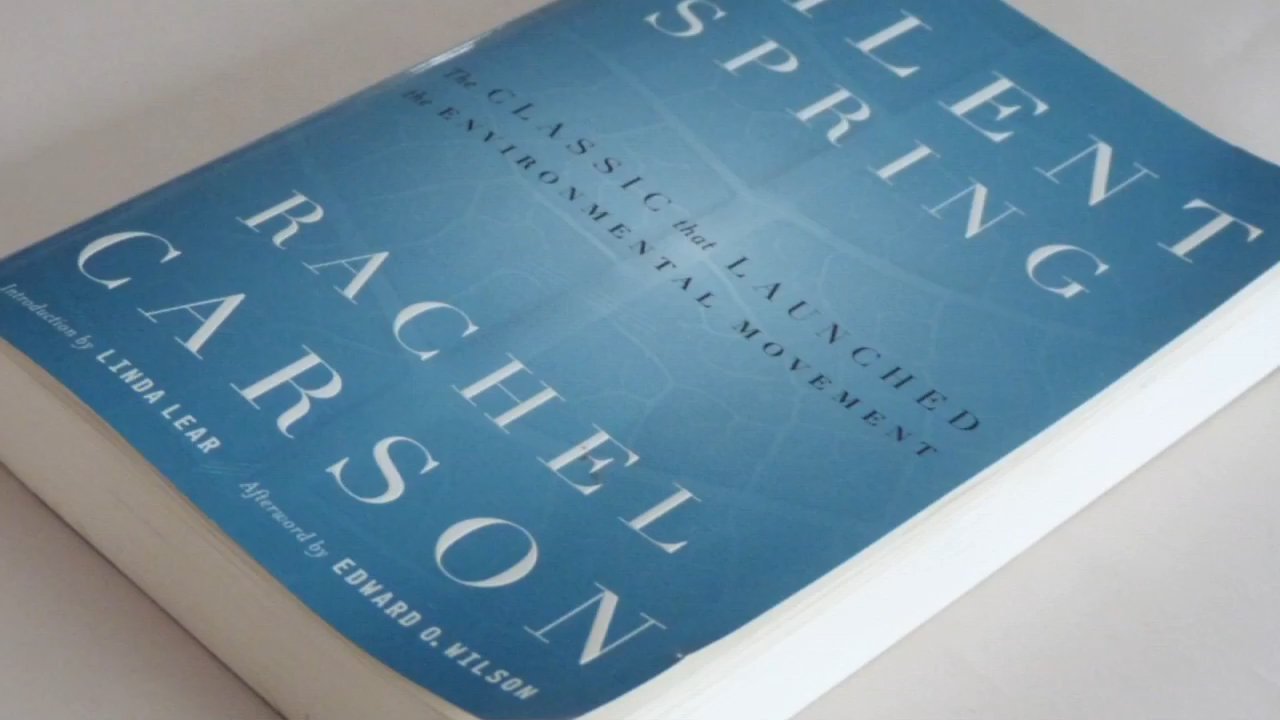 ILENT
SPRING
The CLASSIC that LAUNCHED
the ENVIRONMENTAL MOVEMENT
RACHEL
CARSON
Introduction by LINDA LEAR
Afterword by EDWARD O. WILSON